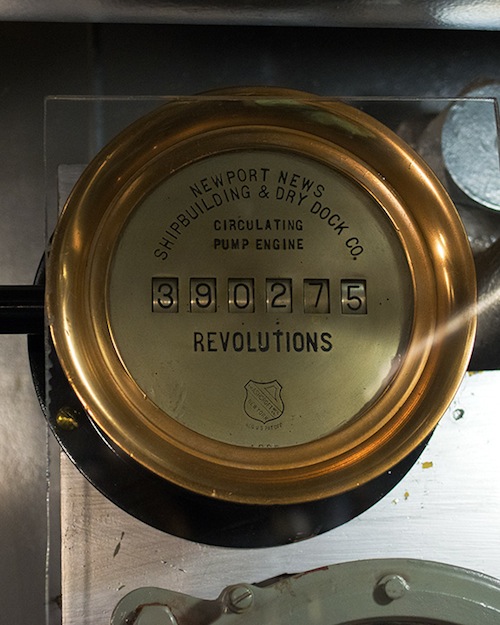 NEWPORT NEWS
SHIPBUILDING & DRY DOCK CO.
CIRCULATING
PUMP ENGINE
390275
REVOLUTIONS